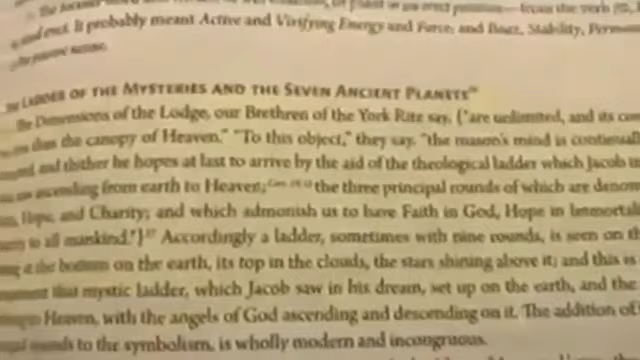 It probably meant Active and Vivifying Energy and Force; and Boaz, Stability,
LADDER OF THE MYSTERIES AND THE SEVEN ANCIENT PLANETS
The Dimensions of the Lodge, our Brethren of the York Rite say, {"are unlimited, and its
than the canopy of Heaven." "To this object," they say, "the mason's mind is
and thither he hopes at last to arrive by the aid of the theological ladder which Jacob
ascending from earth to Heaven; the three principal rounds of which are
Hope, and Charity; and which admonish us to have Faith in God, Hope in
to all mankind."} Accordingly a ladder, sometimes with nine rounds, is seen on
at the bottom on the earth, its top in the clouds, the stars shining above it; and this is
that mystic ladder, which Jacob saw in his dream, set up on the earth, and the
Heaven, with the angels of God ascending and descending on it. The addition of
to the symbolism, is wholly modern and incongruous.